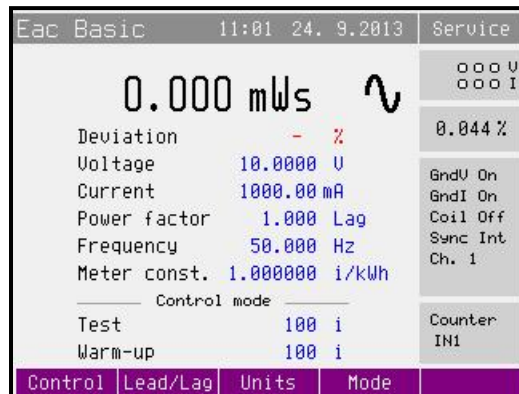 Eac Basic 11:01 24. 9.2013 Service
0.000 mWs
Deviation - %
Voltage 10.0000 V
Current 1000.00 mA
Power factor 1.000 Lag
Frequency 50.000 Hz
Meter const. 1.000000 i/kWh
Control mode
Test 100 i
Warm-up 100 i
ooo V
ooo I
0.044 %
GndU On
GndI On
Coil Off
Sync Int
Ch. 1
Counter
IN1
Control Lead/Lag Units Mode